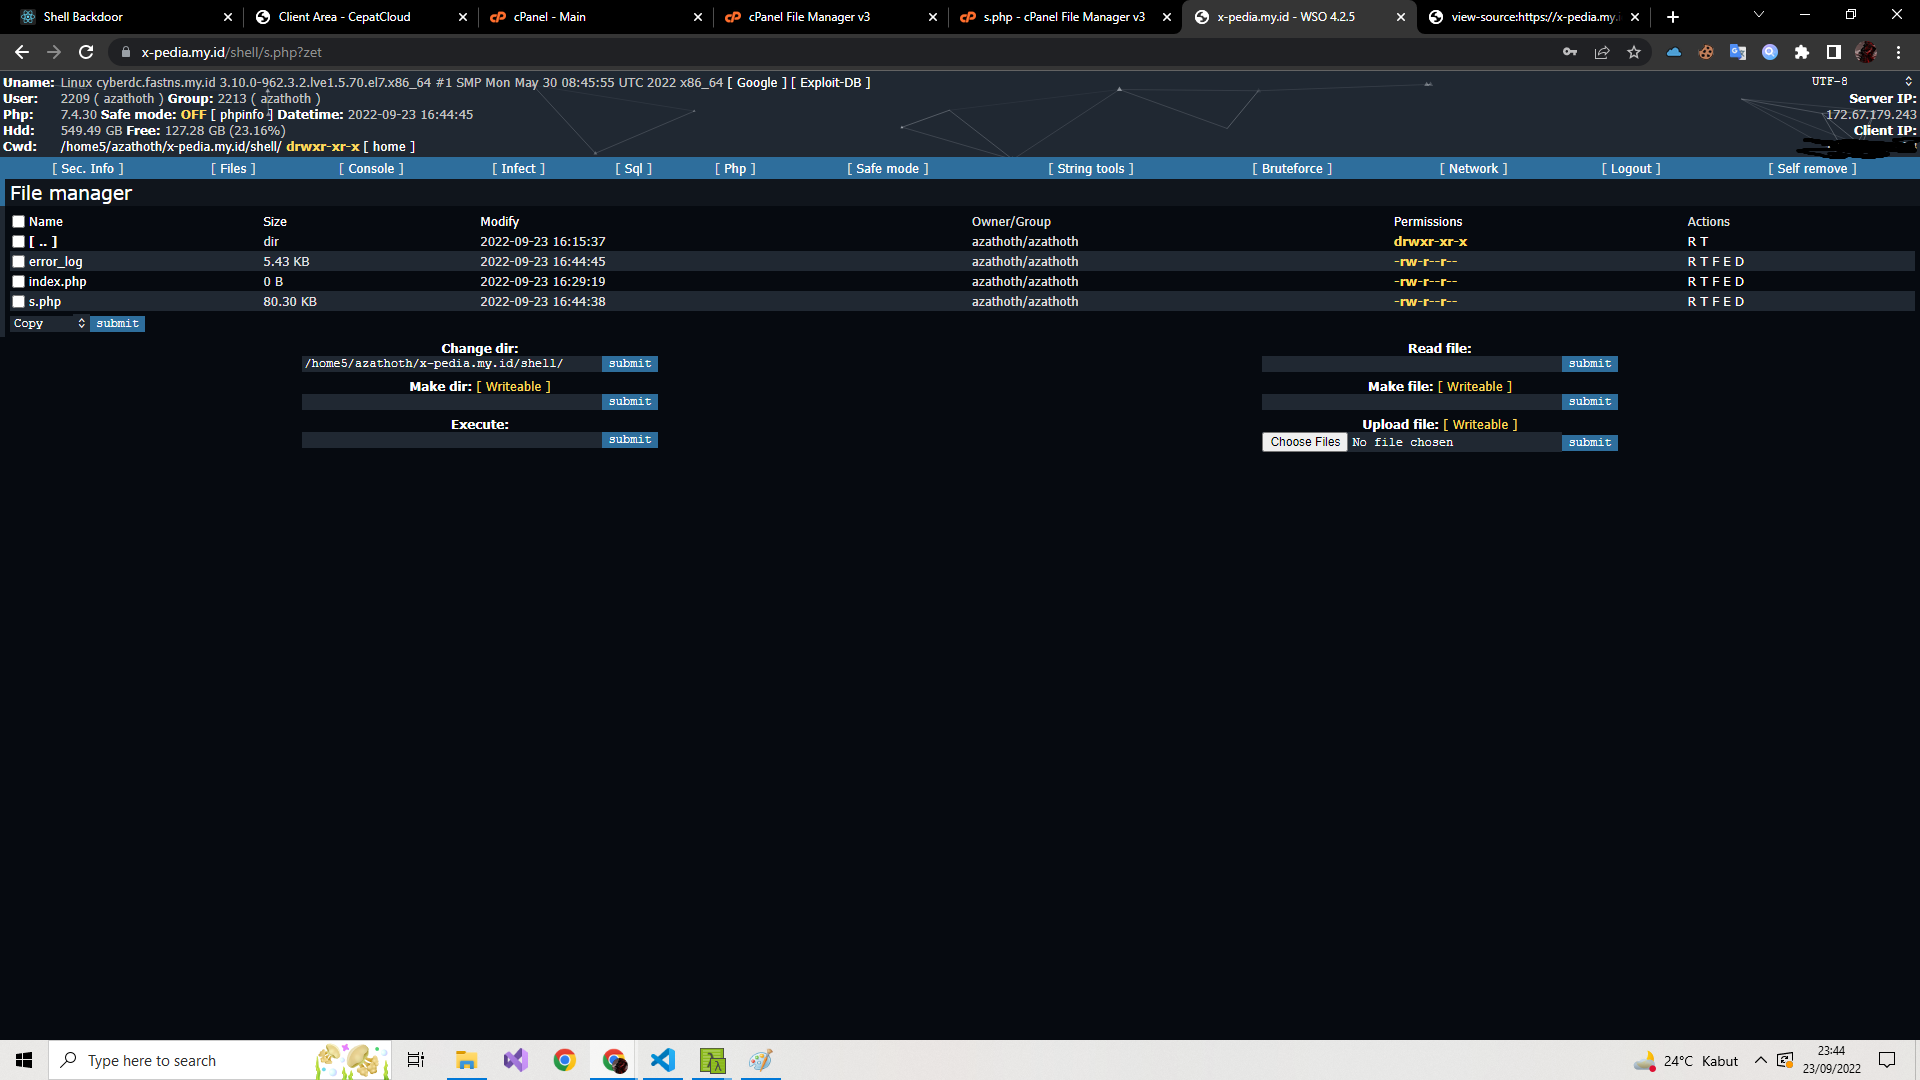 Shell Backdoor
Client Area - CepatCloud
cPanel - Main
cPanel File Manager v3
s.php - cPanel File Manager v3
x-pedia.my.id - WSO 4.2.5
view-source:https://x-pedia.my.i
x-pedia.my.id/shell/s.php?zet
Uname: Linux cyberdc.fastns.my.id 3.10.0-962.3.2.lve1.5.70.el7.x86_64 #1 SMP Mon May 30 08:45:55 UTC 2022 x86_64 [ Google ] [ Exploit-DB ]
UTF-8
User: 2209 ( azathoth ) Group: 2213 ( azathoth )
Server IP:
Php: 7.4.30 Safe mode: OFF [ phpinfo ] Datetime: 2022-09-23 16:44:45
172.67.179.243
Hdd: 549.49 GB Free: 127.28 GB (23.16%)
Client IP:
Cwd: /home5/azathoth/x-pedia.my.id/shell/ drwxr-xr-x [ home ]
[ Sec. Info ] [ Files ] [ Console ] [ Infect ] [ Sql ] [ Php ] [ Safe mode ] [ String tools ] [ Bruteforce ] [ Network ] [ Logout ] [ Self remove ]
File manager
Name Size Modify Owner/Group Permissions Actions
[ .. ] dir 2022-09-23 16:15:37 azathoth/azathoth drwxr-xr-x R T
error_log 5.43 KB 2022-09-23 16:44:45 azathoth/azathoth -rw-r--r-- R T F E D
index.php 0 B 2022-09-23 16:29:19 azathoth/azathoth -rw-r--r-- R T F E D
s.php 80.30 KB 2022-09-23 16:44:38 azathoth/azathoth -rw-r--r-- R T F E D
Copy submit
Change dir:
/home5/azathoth/x-pedia.my.id/shell/ submit
Make dir: [ Writeable ]
submit
Execute:
submit
Read file:
submit
Make file: [ Writeable ]
submit
Upload file: [ Writeable ]
Choose Files No file chosen submit
Type here to search
24°C Kabut
23:44
23/09/2022